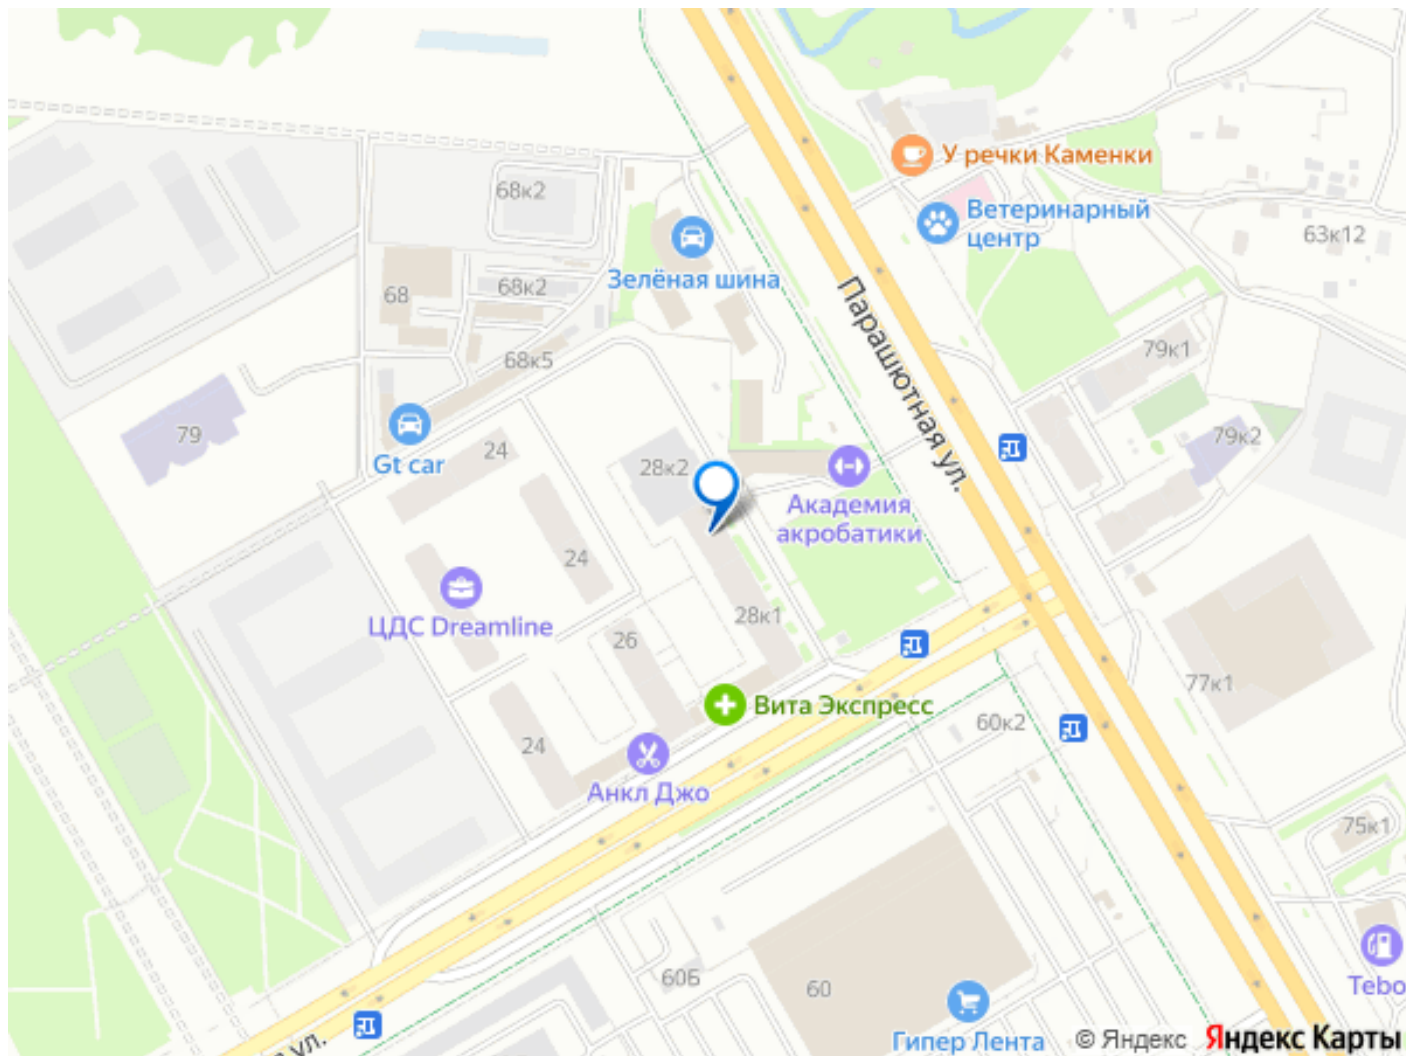 У речки Каменки
68к2
Ветеринарный
центр
63к12
Зелёная шина
68
68к2
Парашютная ул.
79к1
68к5
79
Gt car
24
28к2
79к2
Академия
акробатики
24
ЦДС Dreamline
26
28к1
77к1
24
Вита Экспресс
60к2
Анкл Джо
75к1
60Б
60
Tebo
Гипер Лента
ул.
© Яндекс Яндекс Карты